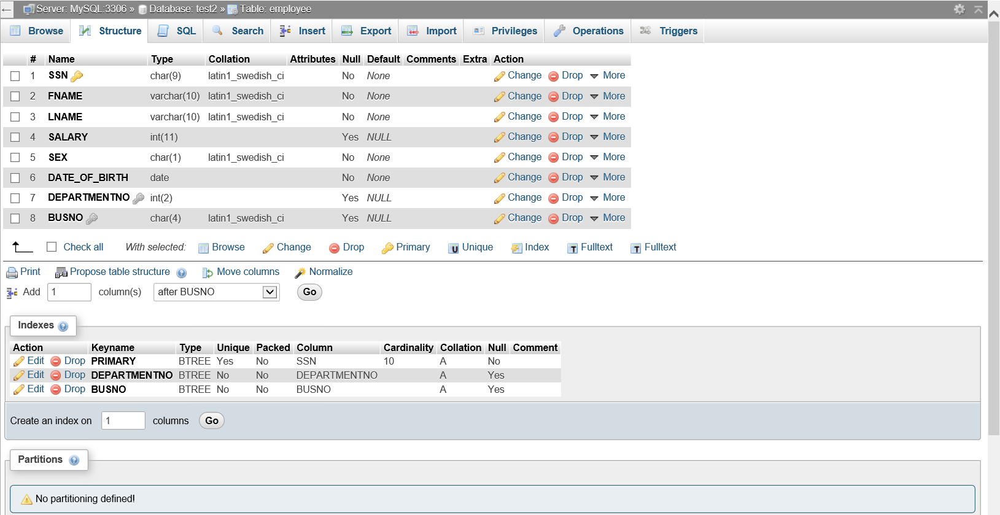 Server: MySQL:3306 » Database: test2 » Table: employee
Browse Structure SQL Search Insert Export Import Privileges Operations Triggers
# Name Type Collation Attributes Null Default Comments Extra Action
1 SSN char(9) latin1_swedish_ci No None Change Drop More
2 FNAME varchar(10) latin1_swedish_ci No None Change Drop More
3 LNAME varchar(10) latin1_swedish_ci No None Change Drop More
4 SALARY int(11) Yes NULL Change Drop More
5 SEX char(1) latin1_swedish_ci No None Change Drop More
6 DATE_OF_BIRTH date No None Change Drop More
7 DEPARTMENTNO int(2) Yes NULL Change Drop More
8 BUSNO char(4) latin1_swedish_ci Yes NULL Change Drop More
Check all With selected: Browse Change Drop Primary Unique Index Fulltext Fulltext
Print Propose table structure Move columns Normalize
Add 1 column(s) after BUSNO Go
Indexes
Action Keyname Type Unique Packed Column Cardinality Collation Null Comment
Edit Drop PRIMARY BTREE Yes No SSN 10 A No
Edit Drop DEPARTMENTNO BTREE No No DEPARTMENTNO A Yes
Edit Drop BUSNO BTREE No No BUSNO A Yes
Create an index on 1 columns Go
Partitions
No partitioning defined!